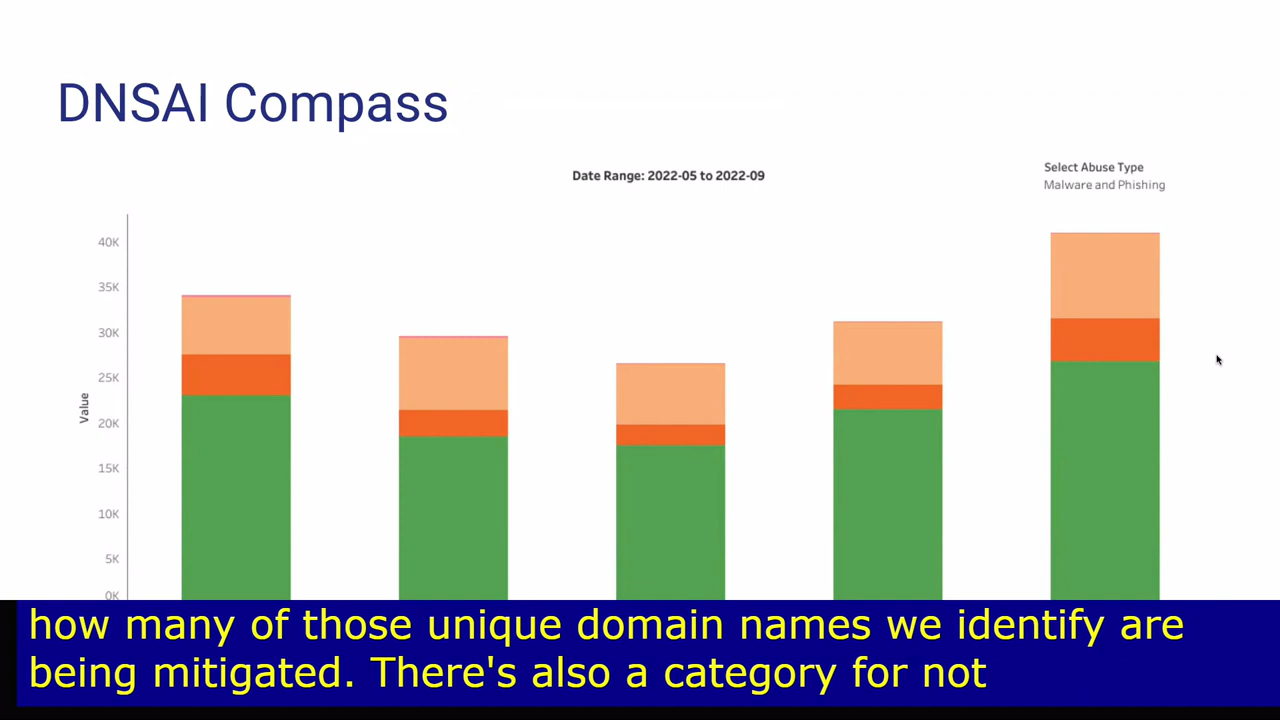 DNSAI Compass
Date Range: 2022-05 to 2022-09
Select Abuse Type
Malware and Phishing
Value
40K
35K
30K
25K
20K
15K
10K
5K
0K
how many of those unique domain names we identify are
being mitigated. There's also a category for not